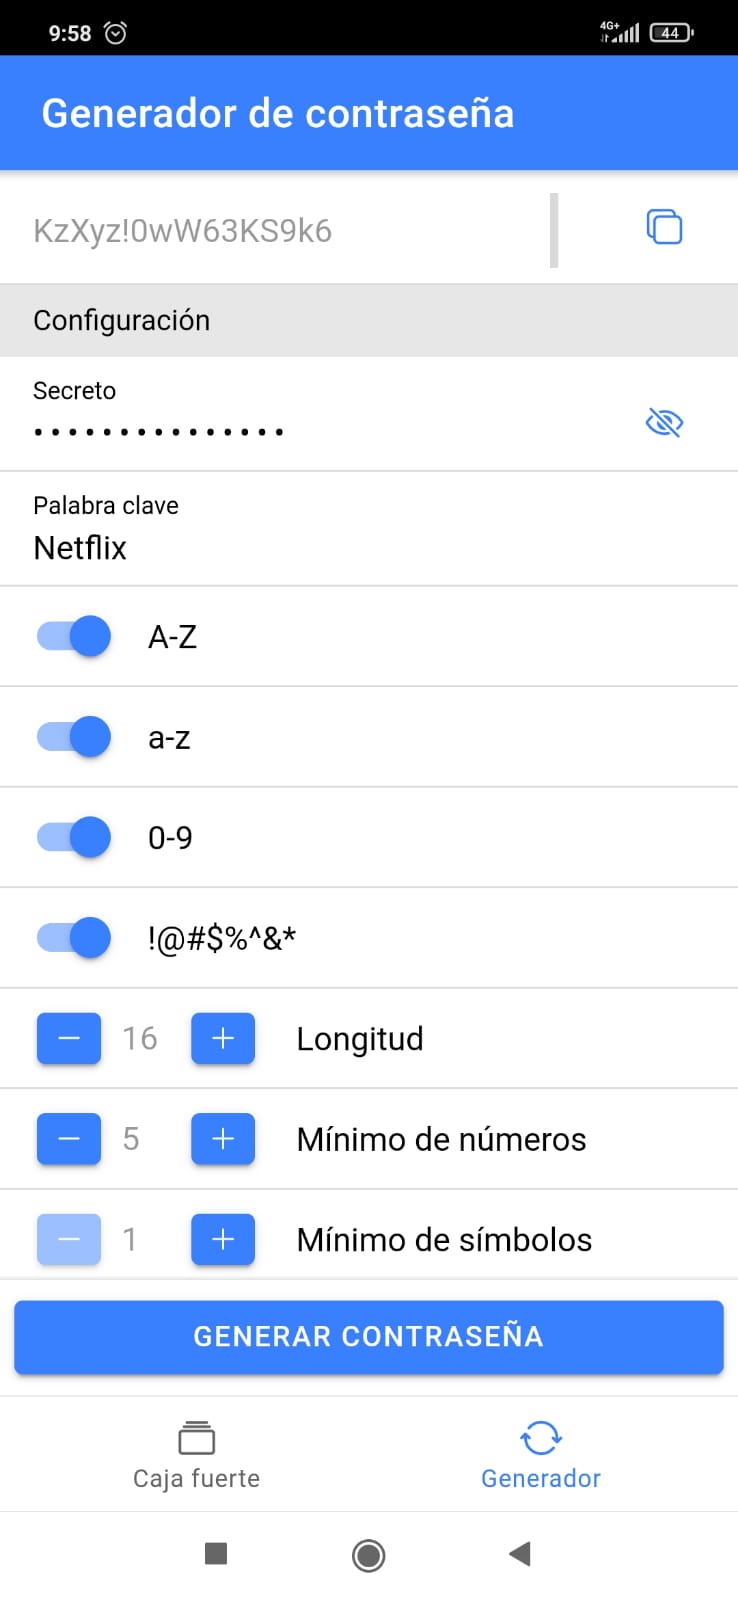 9:58
4G+
44
Generador de contraseña
KzXyz!0wW63KS9k6
Configuración
Secreto
•••••••••••••••
Palabra clave
Netflix
A-Z
a-z
0-9
!@#$%^&*
16 Longitud
5 Mínimo de números
1 Mínimo de símbolos
GENERAR CONTRASEÑA
Caja fuerte
Generador